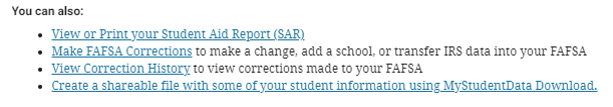 You can also:
• View or Print your Student Aid Report (SAR)
• Make FAFSA Corrections to make a change, add a school, or transfer IRS data into your FAFSA
• View Correction History to view corrections made to your FAFSA
• Create a shareable file with some of your student information using MyStudentData Download.